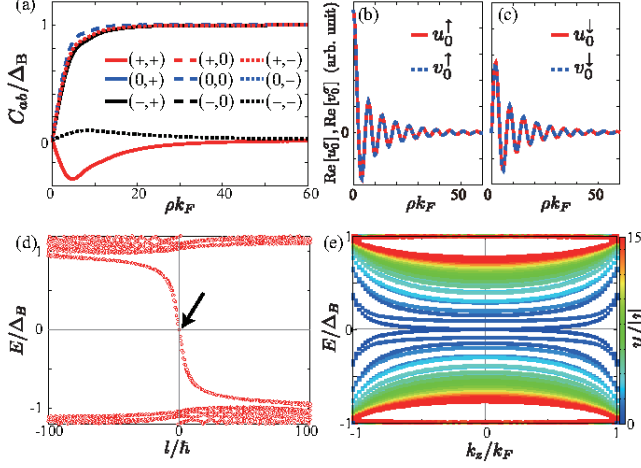 (a)
C_ab/Δ_B
1
0
(+,+) (+,0) (+,-)
(0,+) (0,0) (0,-)
(-,+) (-,0) (-,-)
0 20 40 60
ρk_F
(b)
Re[u_0^σ], Re[v_0^σ] (arb. unit)
0
u_0^↑
v_0^↑
0 50
ρk_F
(c)
u_0^↓
v_0^↓
0 50
ρk_F
(d)
E/Δ_B
1
0
-1
-100 0 100
l/ħ
(e)
E/Δ_B
1
0
-1
-1 0 1
k_z/k_F
15
0
|l|/ħ